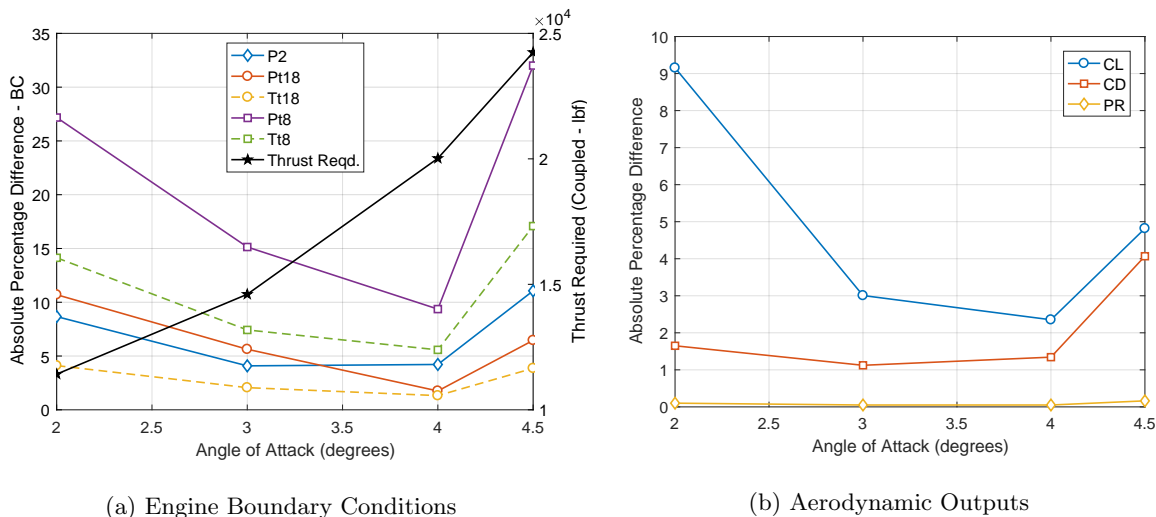 ×10⁴
35
30
25
20
15
10
5
0
Absolute Percentage Difference - BC
P2
Pt18
Tt18
Pt8
Tt8
Thrust Reqd.
2.5
2
1.5
1
Thrust Required (Coupled - lbf)
2 2.5 3 3.5 4 4.5
Angle of Attack (degrees)
(a) Engine Boundary Conditions
10
9
8
7
6
5
4
3
2
1
0
Absolute Percentage Difference
CL
CD
PR
2 2.5 3 3.5 4 4.5
Angle of Attack (degrees)
(b) Aerodynamic Outputs